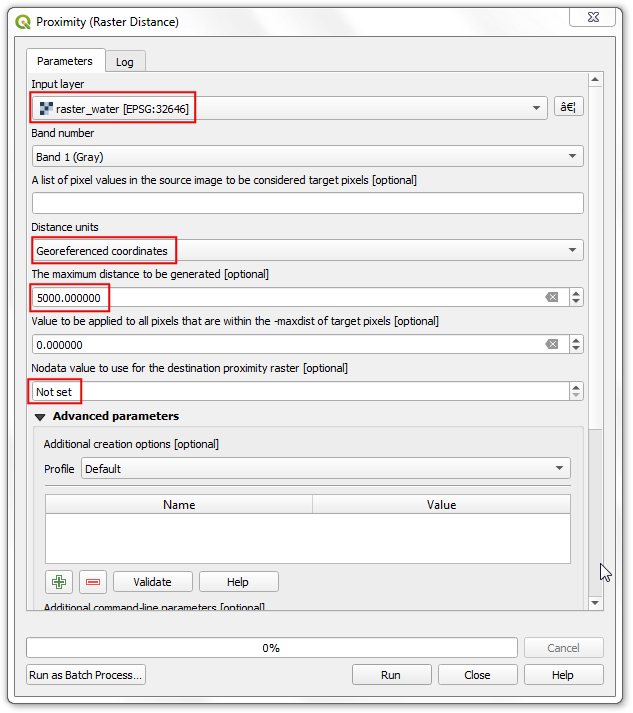 Proximity (Raster Distance)
Parameters
Log
Input layer
raster_water [EPSG:32646]
â€¦
Band number
Band 1 (Gray)
A list of pixel values in the source image to be considered target pixels [optional]
Distance units
Georeferenced coordinates
The maximum distance to be generated [optional]
5000.000000
Value to be applied to all pixels that are within the -maxdist of target pixels [optional]
0.000000
Nodata value to use for the destination proximity raster [optional]
Not set
Advanced parameters
Additional creation options [optional]
Profile Default
Name Value
Validate Help
Additional command-line parameters [optional]
0% Cancel
Run as Batch Process... Run Close Help